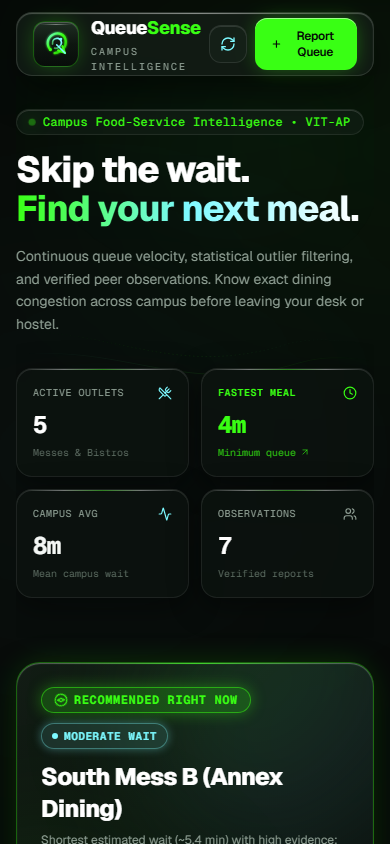 QueueSense
CAMPUS
INTELLIGENCE
Report
Queue
Campus Food-Service Intelligence • VIT-AP
Skip the wait.
Find your next meal.
Continuous queue velocity, statistical outlier filtering,
and verified peer observations. Know exact dining
congestion across campus before leaving your desk or
hostel.
ACTIVE OUTLETS
5
Messes & Bistros
FASTEST MEAL
4m
Minimum queue ↗
CAMPUS AVG
8m
Mean campus wait
OBSERVATIONS
7
Verified reports
RECOMMENDED RIGHT NOW
MODERATE WAIT
South Mess B (Annex
Dining)
Shortest estimated wait (~5.4 min) with high evidence: